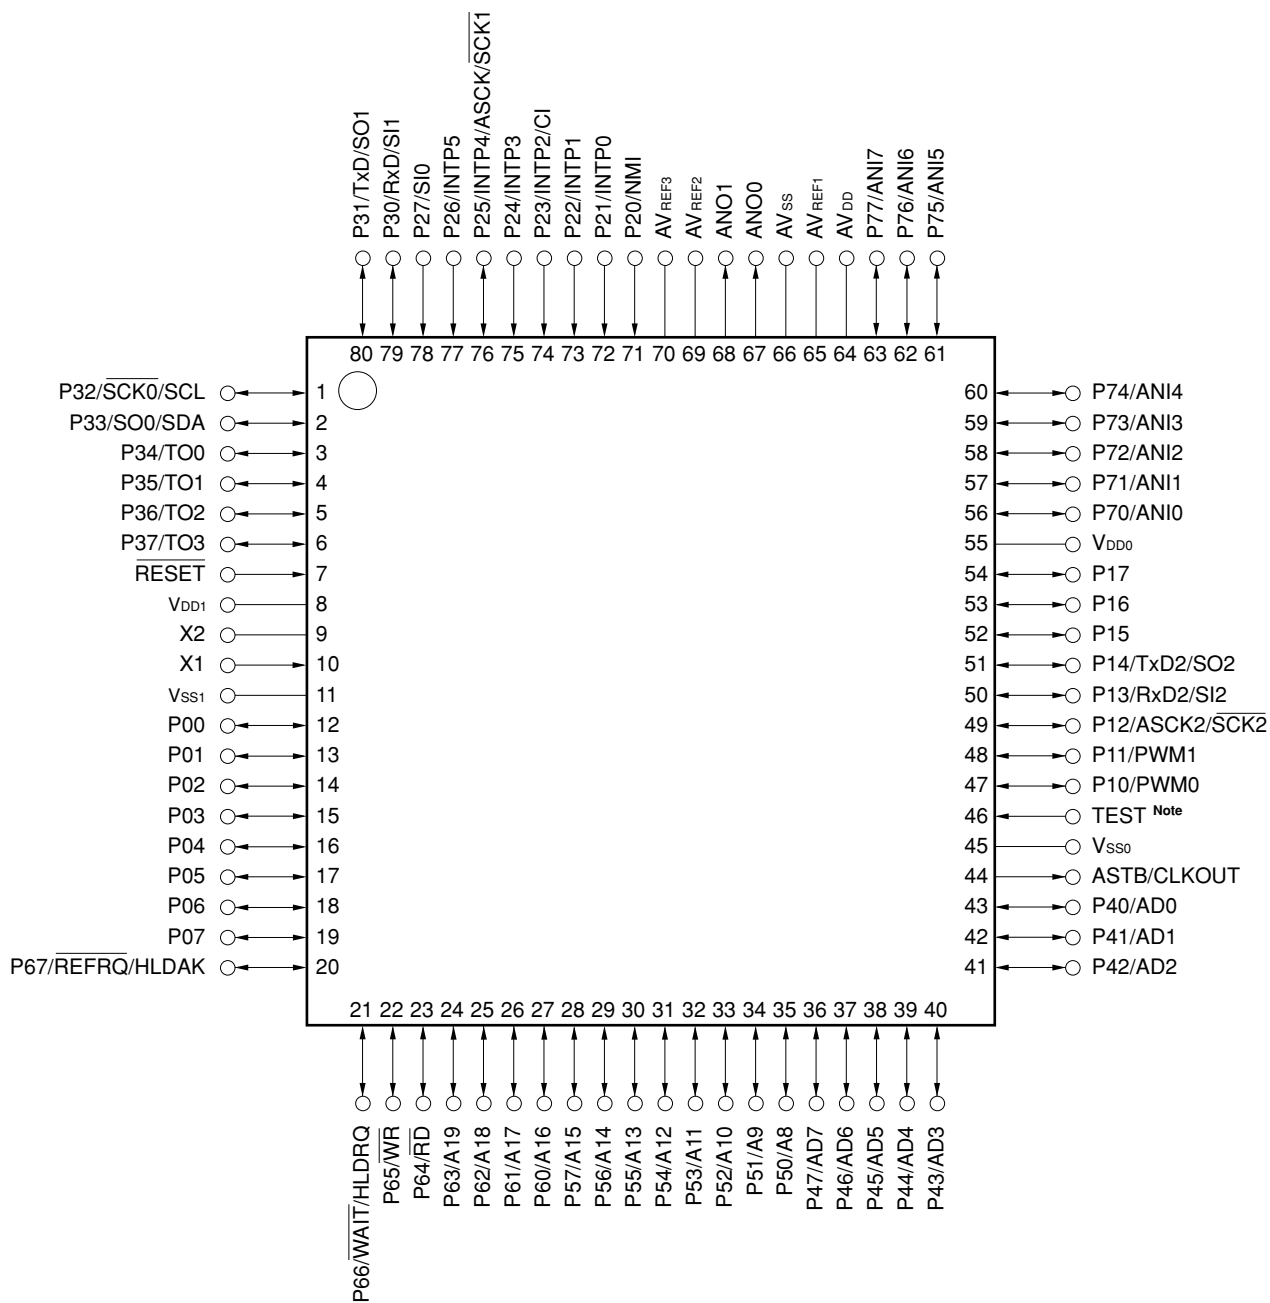 P31/TxD/SO1
P30/RxD/SI1
P27/SI0
P26/INTP5
P25/INTP4/ASCK/SCK1
P24/INTP3
P23/INTP2/CI
P22/INTP1
P21/INTP0
P20/NMI
AVREF3
AVREF2
ANO1
ANO0
AVSS
AVREF1
AVDD
P77/ANI7
P76/ANI6
P75/ANI5
80 79 78 77 76 75 74 73 72 71 70 69 68 67 66 65 64 63 62 61
P32/SCK0/SCL 1 60 P74/ANI4
P33/SO0/SDA 2 59 P73/ANI3
P34/TO0 3 58 P72/ANI2
P35/TO1 4 57 P71/ANI1
P36/TO2 5 56 P70/ANI0
P37/TO3 6 55 VDD0
RESET 7 54 P17
VDD1 8 53 P16
X2 9 52 P15
X1 10 51 P14/TxD2/SO2
VSS1 11 50 P13/RxD2/SI2
P00 12 49 P12/ASCK2/SCK2
P01 13 48 P11/PWM1
P02 14 47 P10/PWM0
P03 15 46 TEST Note
P04 16 45 VSS0
P05 17 44 ASTB/CLKOUT
P06 18 43 P40/AD0
P07 19 42 P41/AD1
P67/REFRQ/HLDAK 20 41 P42/AD2
21 22 23 24 25 26 27 28 29 30 31 32 33 34 35 36 37 38 39 40
P66/WAIT/HLDRQ
P65/WR
P64/RD
P63/A19
P62/A18
P61/A17
P60/A16
P57/A15
P56/A14
P55/A13
P54/A12
P53/A11
P52/A10
P51/A9
P50/A8
P47/AD7
P46/AD6
P45/AD5
P44/AD4
P43/AD3